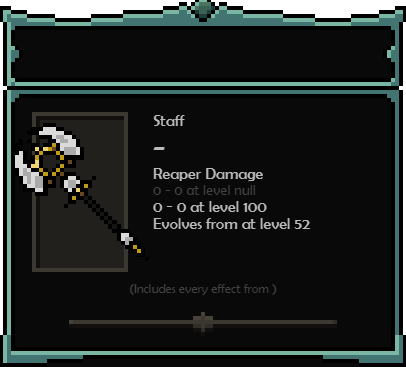 Staff
–
Reaper Damage
0 - 0 at level null
0 - 0 at level 100
Evolves from at level 52
(Includes every effect from )